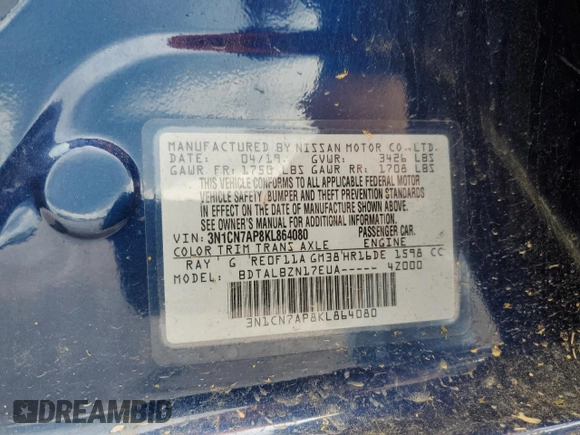 MANUFACTURED BY NISSAN MOTOR CO.,LTD.
DATE: 04/19 GVWR: 3426 LBS
GAWR FR: 1750 LBS GAWR RR: 1708 LBS
THIS VEHICLE CONFORMS TO ALL APPLICABLE FEDERAL MOTOR
VEHICLE SAFETY, BUMPER AND THEFT PREVENTION STANDARDS
IN EFFECT ON THE DATE OF MANUFACTURE SHOWN ABOVE.
SEE OWNER'S MANUAL FOR ADDITIONAL INFORMATION.
VIN: 3N1CN7AP8KL864080 PASSENGER CAR.
COLOR TRIM TRANS AXLE ENGINE
RAY G RE0F11A GM38 HR16DE 1598 CC
MODEL: BDTALBZN17EUA----- 42000
3N1CN7AP8KL864080
DREAMBID